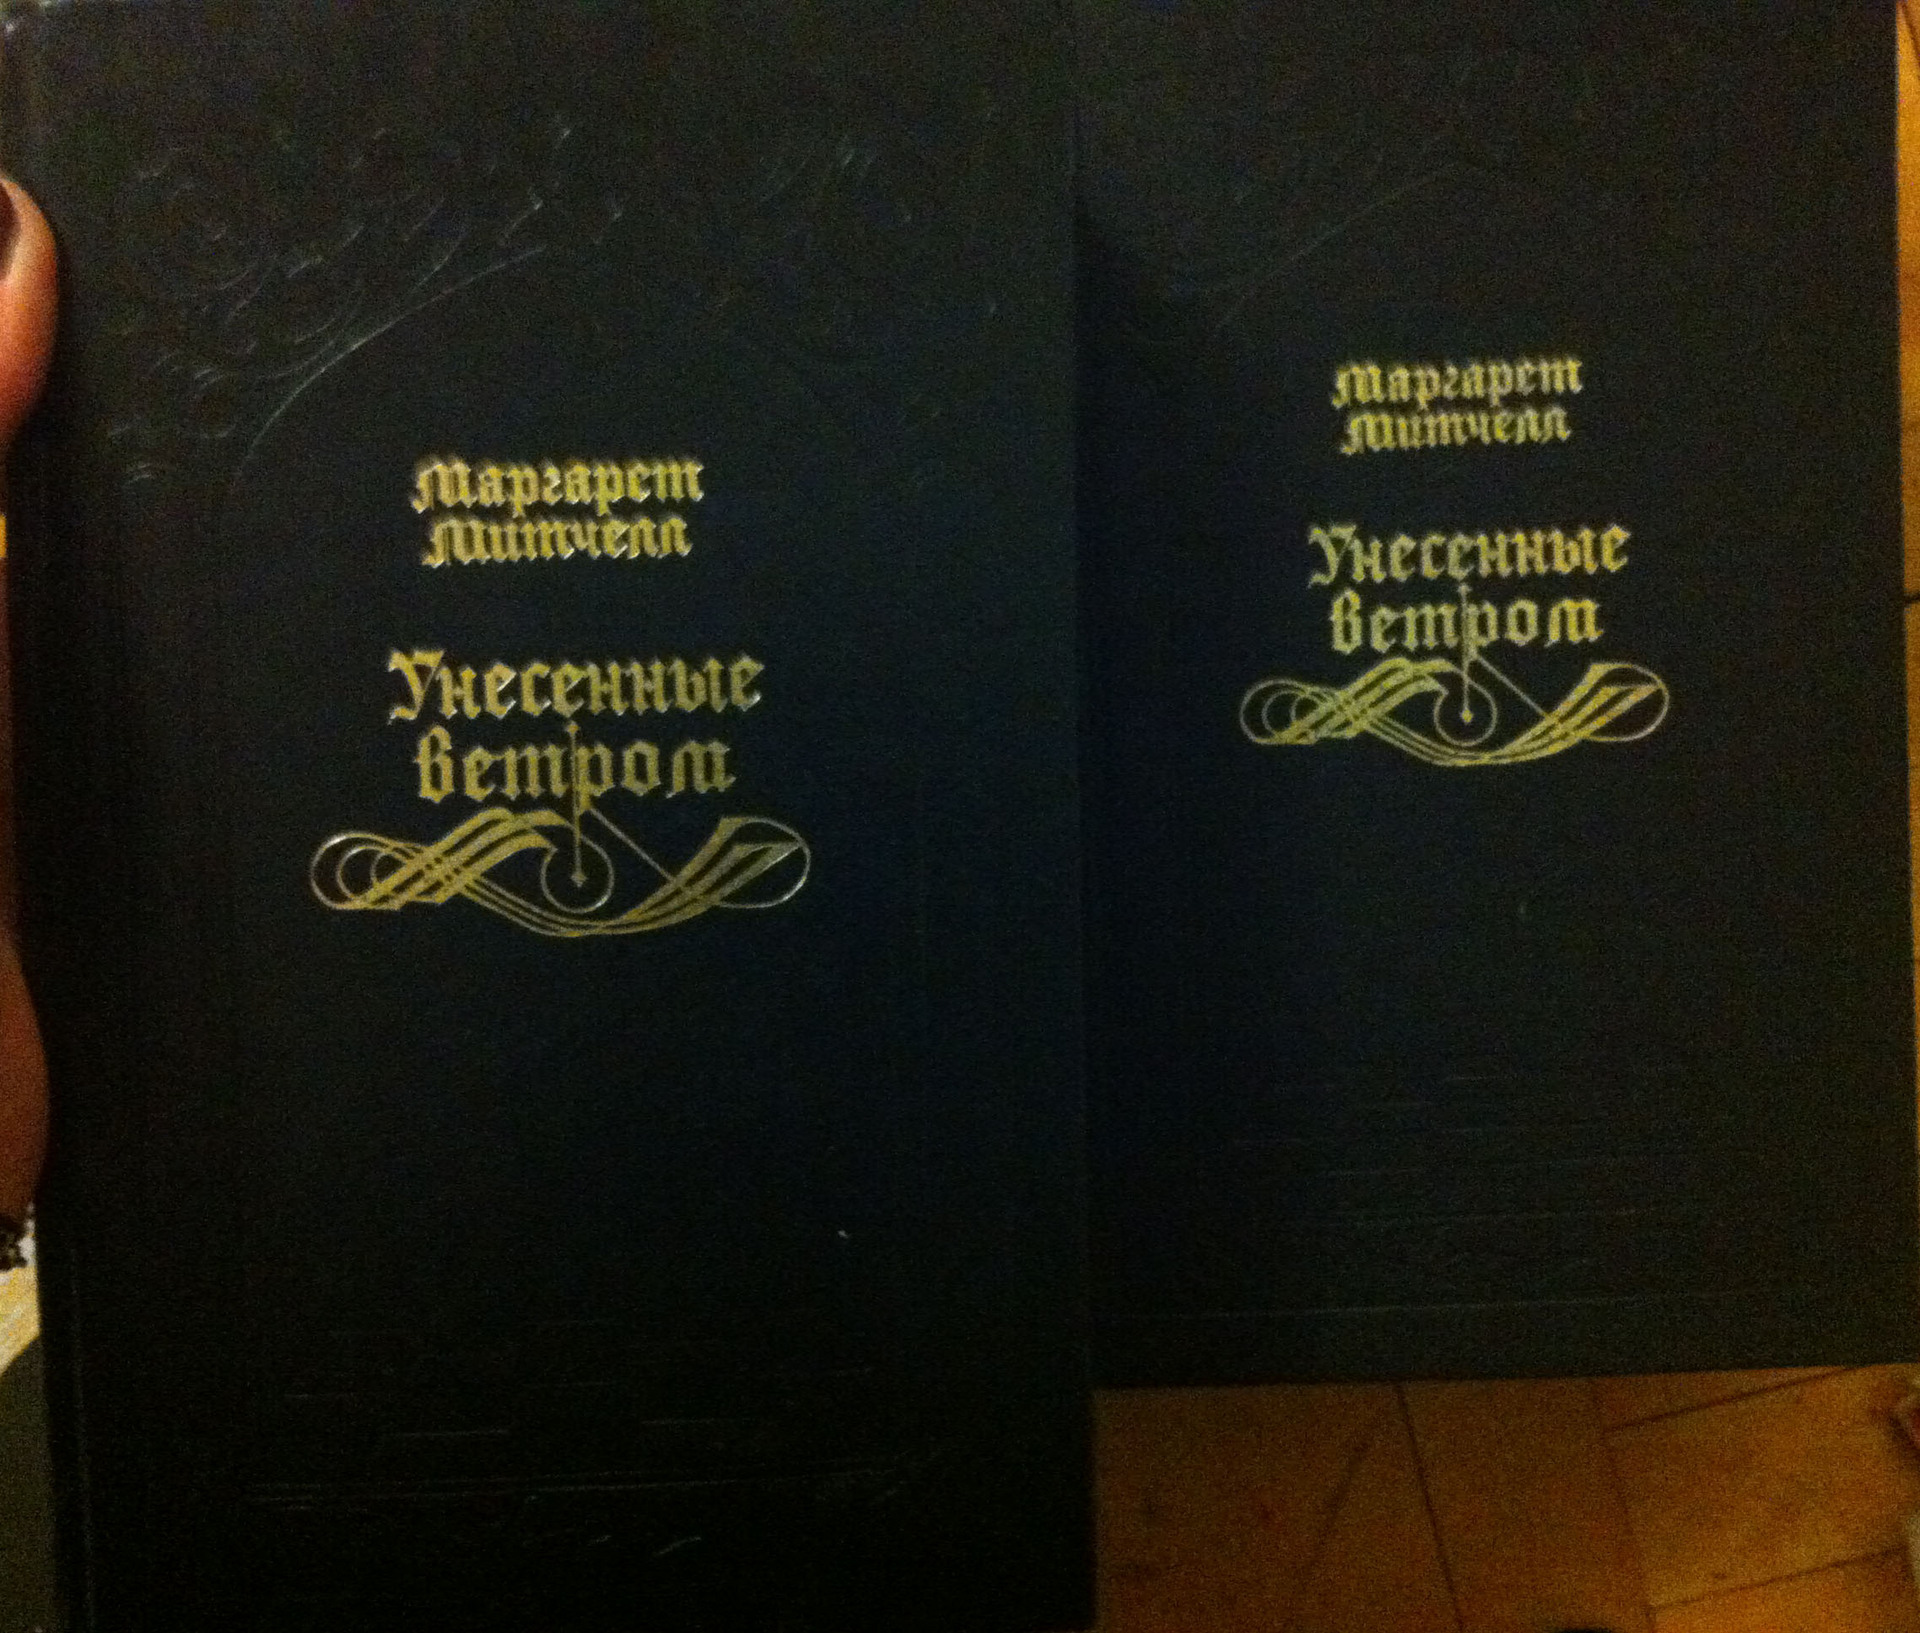 Маргарет
Митчелл
Унесенные
ветром
Маргарет
Митчелл
Унесенные
ветром